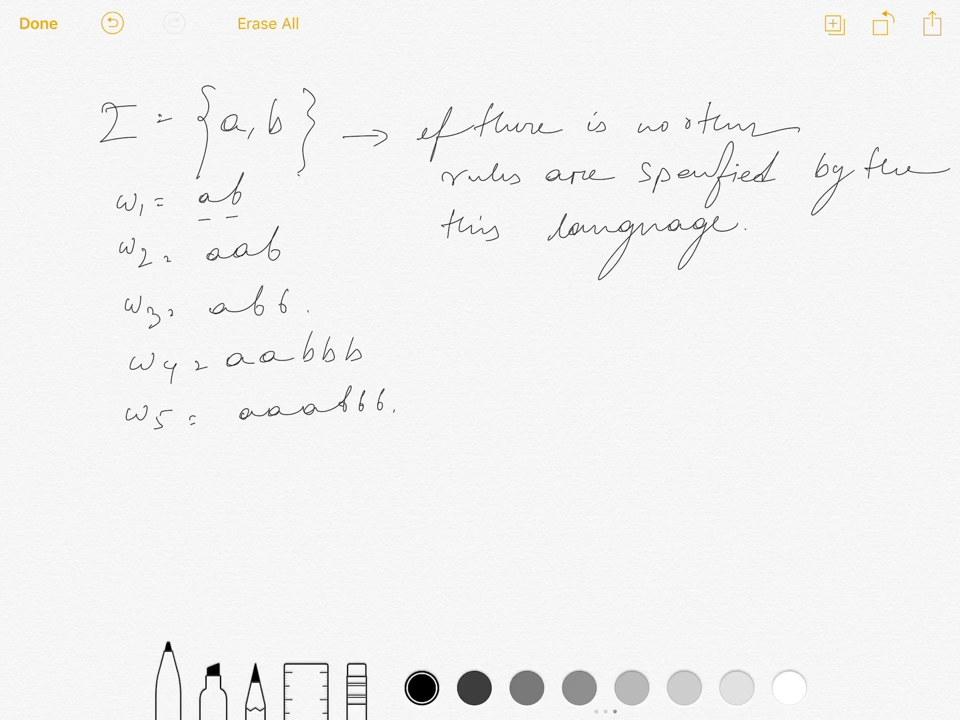 Done Erase All
Σ = {a, b} → if there is no other
rules are specified by the
this language.
w1 = ab
w2 = aab
w3 = abb.
w4 = aabbb
w5 = aaabbb.